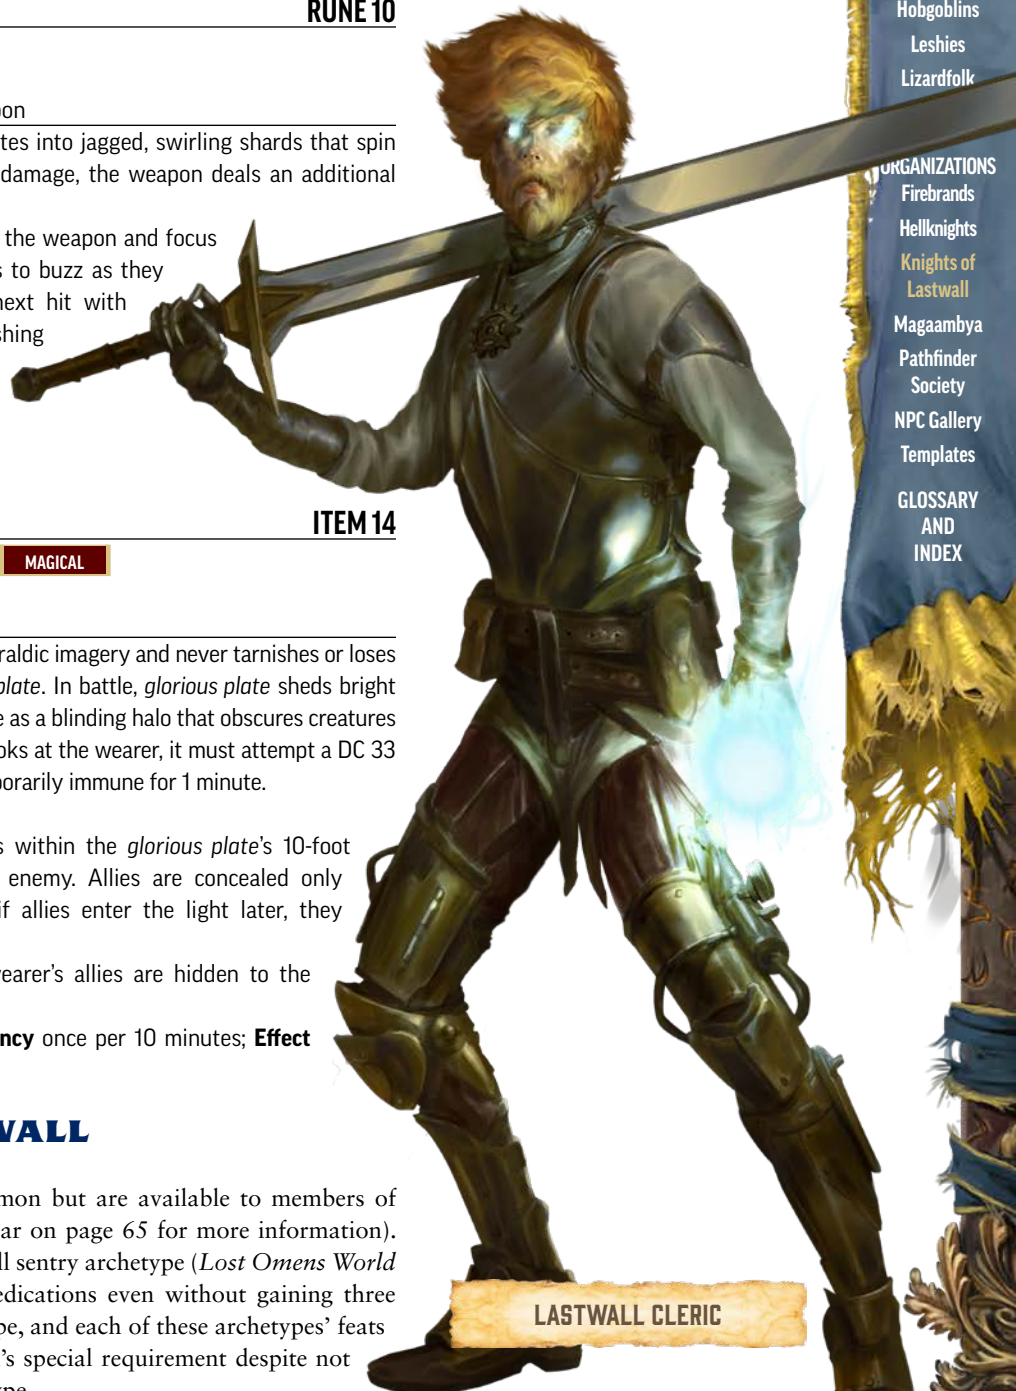 RUNE 10
tes into jagged, swirling shards that spin
damage, the weapon deals an additional
the weapon and focus
to buzz as they
next hit with
ITEM 14
MAGICAL
raldic imagery and never tarnishes or loses
plate. In battle, glorious plate sheds bright
e as a blinding halo that obscures creatures
oks at the wearer, it must attempt a DC 33
porarily immune for 1 minute.
s within the glorious plate's 10-foot
enemy. Allies are concealed only
if allies enter the light later, they
wearer's allies are hidden to the
ncy once per 10 minutes; Effect
WALL
mon but are available to members of
ar on page 65 for more information).
ll sentry archetype (Lost Omens World
edications even without gaining three
pe, and each of these archetypes' feats
's special requirement despite not
LASTWALL CLERIC
Hobgoblins
Leshies
Lizardfolk
ORGANIZATIONS
Firebrands
Hellknights
Knights of
Lastwall
Magaambya
Pathfinder
Society
NPC Gallery
Templates
GLOSSARY
AND
INDEX